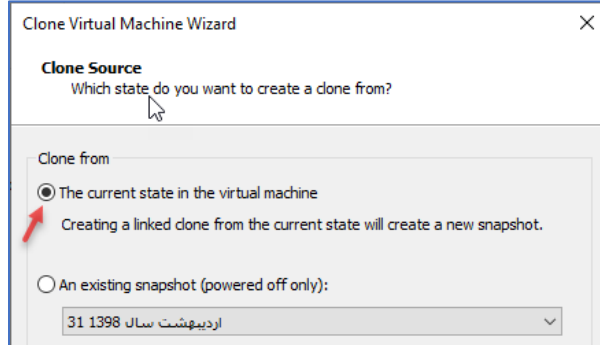 Clone Virtual Machine Wizard
Clone Source
Which state do you want to create a clone from?
Clone from
The current state in the virtual machine
Creating a linked clone from the current state will create a new snapshot.
An existing snapshot (powered off only):
31 اردیبهشت سال 1398